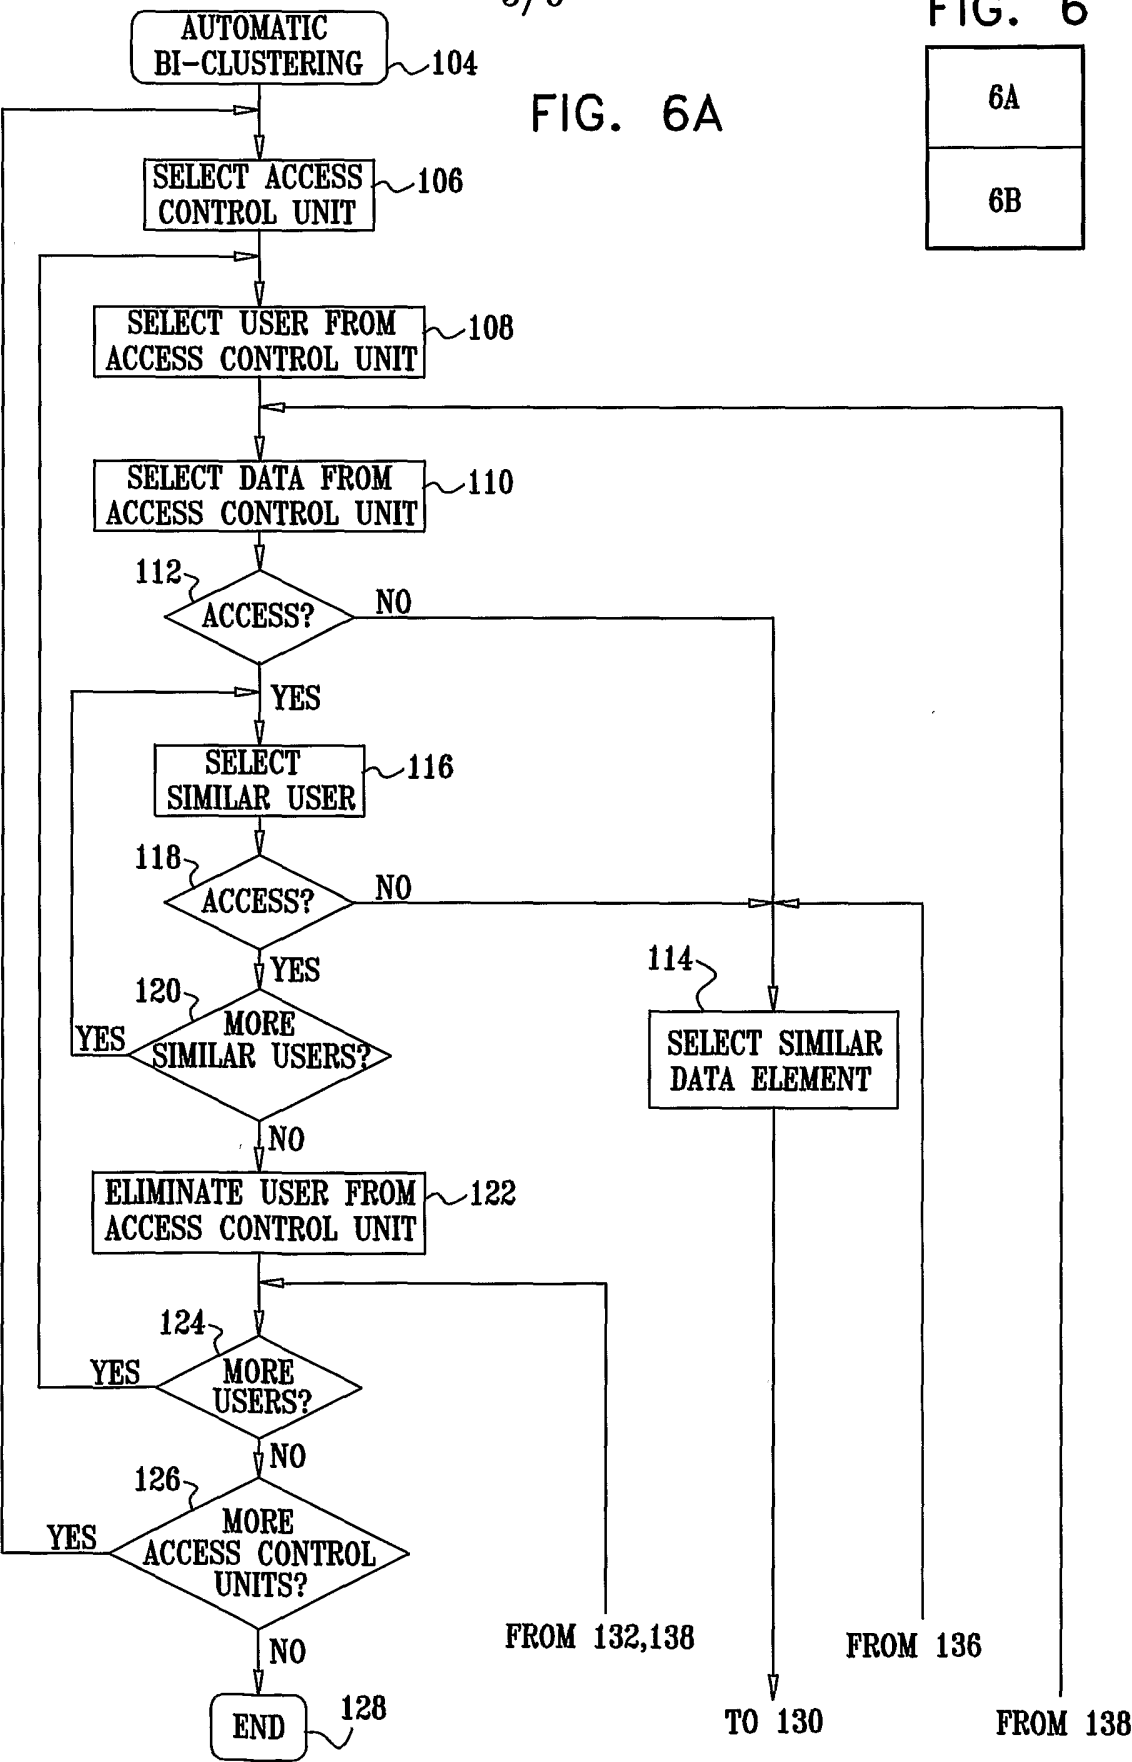 FIG. 6
AUTOMATIC
BI-CLUSTERING
104
FIG. 6A
6A
6B
SELECT ACCESS
CONTROL UNIT
106
SELECT USER FROM
ACCESS CONTROL UNIT
108
SELECT DATA FROM
ACCESS CONTROL UNIT
110
112
ACCESS?
NO
YES
SELECT
SIMILAR USER
116
118
ACCESS?
NO
YES
114
SELECT SIMILAR
DATA ELEMENT
120
MORE
SIMILAR USERS?
YES
NO
ELIMINATE USER FROM
ACCESS CONTROL UNIT
122
124
MORE
USERS?
YES
NO
126
MORE
ACCESS CONTROL
UNITS?
YES
NO
FROM 132,138
FROM 136
END
128
TO 130
FROM 138